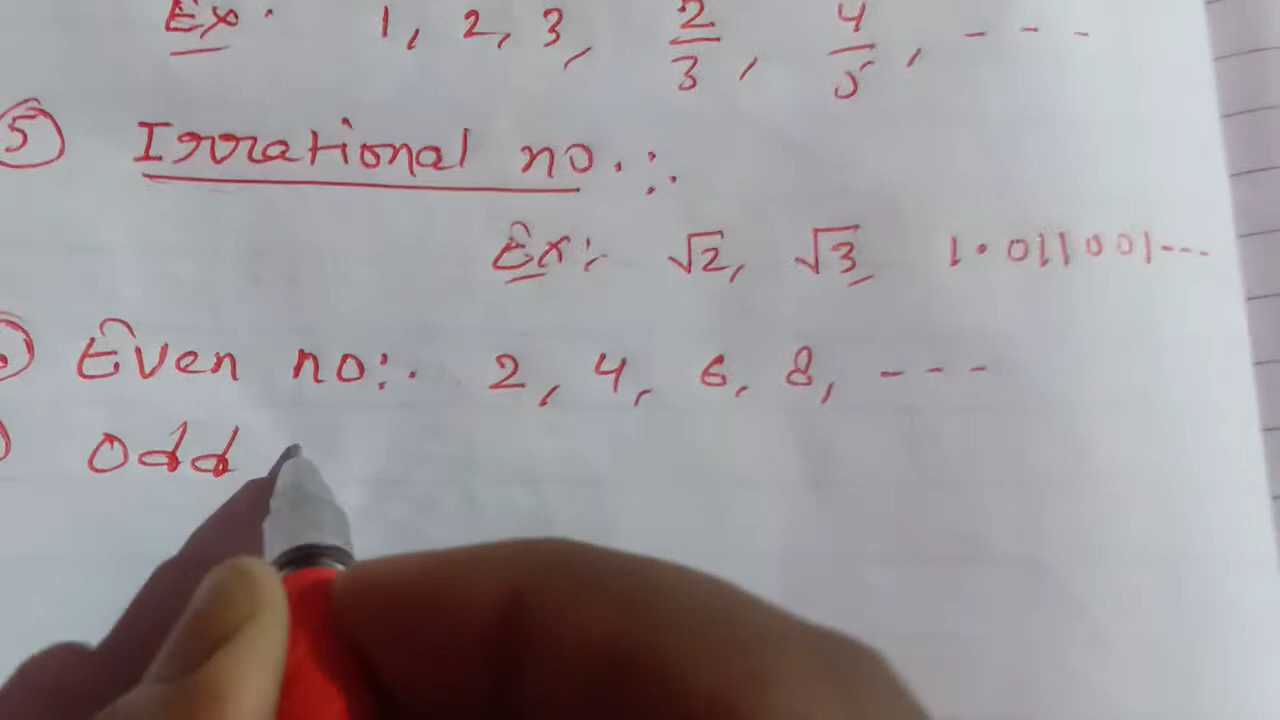 Ex. 1, 2, 3, 2/3, 4/5, ---
5 Irrational no.:
Ex:- √2, √3 1.011001---
Even no:. 2, 4, 6, 8, ---
Odd